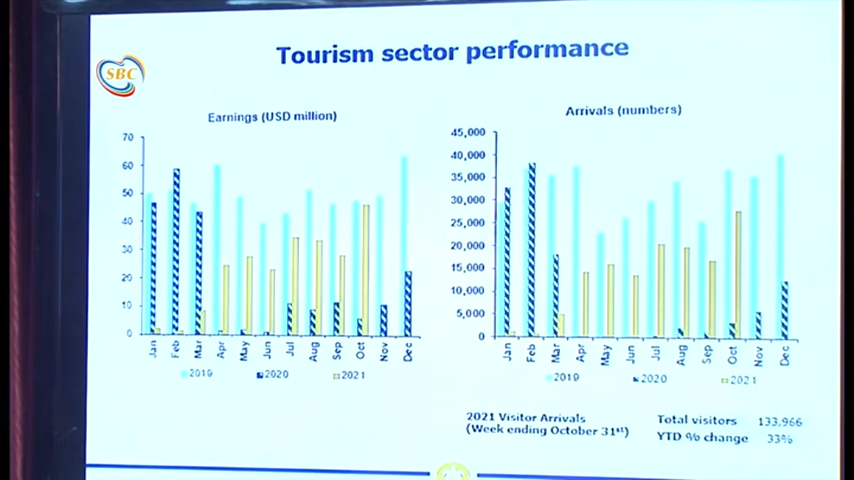 Tourism sector performance
SBC
Earnings (USD million)
70
60
50
40
30
20
10
0
Jan Feb Mar Apr May Jun Jul Aug Sep Oct Nov Dec
2019 2020 2021
Arrivals (numbers)
45,000
40,000
35,000
30,000
25,000
20,000
15,000
10,000
5,000
0
Jan Feb Mar Apr May Jun Jul Aug Sep Oct Nov Dec
2019 2020 2021
2021 Visitor Arrivals
(Week ending October 31st)
Total visitors 133,966
YTD % change 33%